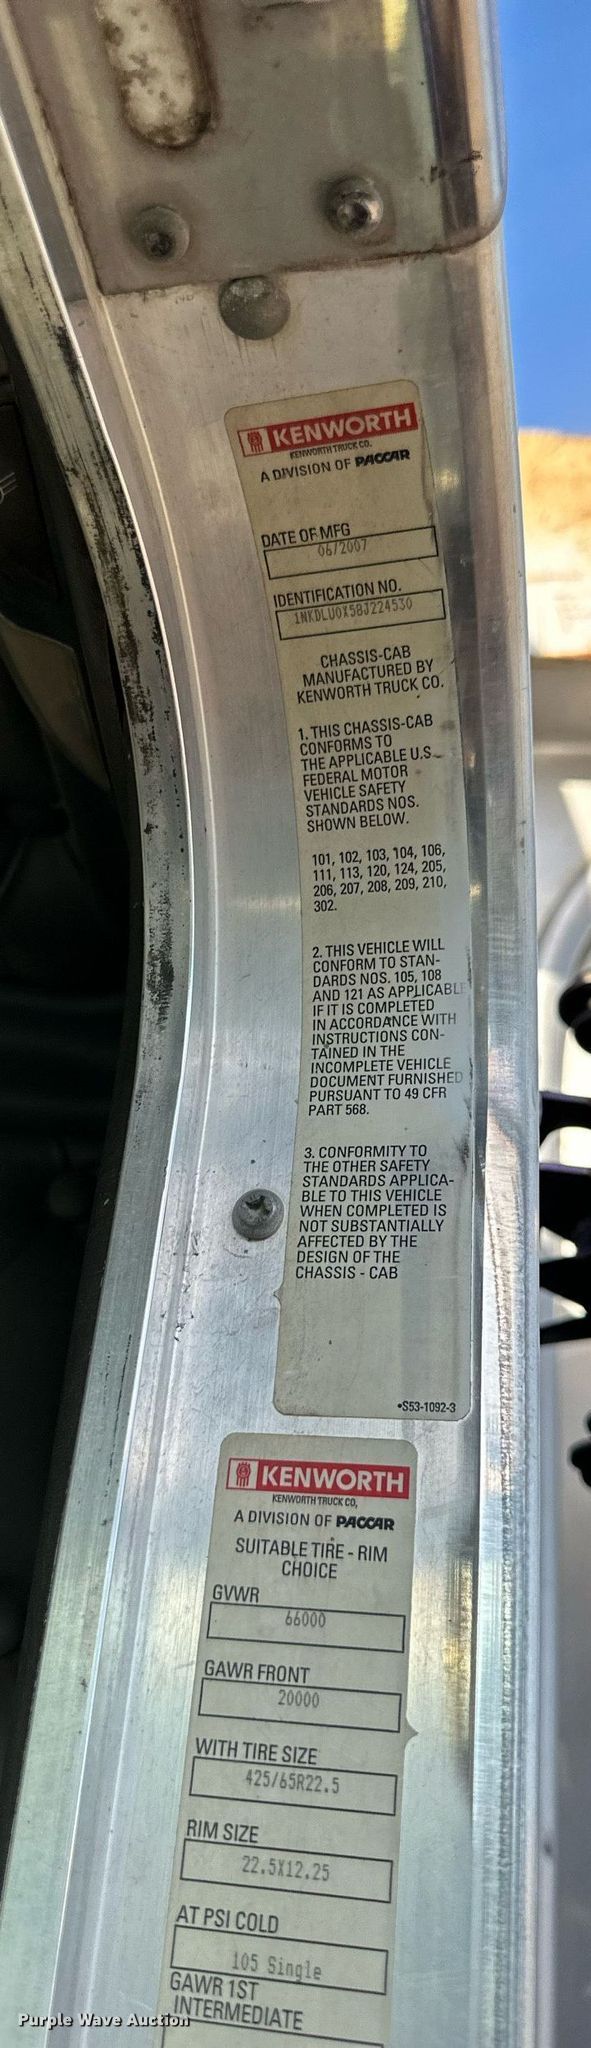 KENWORTH
KENWORTH TRUCK CO.
A DIVISION OF PACCAR
DATE OF MFG
06/2007
IDENTIFICATION NO.
1NKDLU0X58J224530
CHASSIS-CAB
MANUFACTURED BY
KENWORTH TRUCK CO.
1. THIS CHASSIS-CAB
CONFORMS TO
THE APPLICABLE U.S.
FEDERAL MOTOR
VEHICLE SAFETY
STANDARDS NOS.
SHOWN BELOW.
101, 102, 103, 104, 106,
111, 113, 120, 124, 205,
206, 207, 208, 209, 210,
302.
2. THIS VEHICLE WILL
CONFORM TO STAN-
DARDS NOS. 105, 108
AND 121 AS APPLICABLE
IF IT IS COMPLETED
IN ACCORDANCE WITH
INSTRUCTIONS CON-
TAINED IN THE
INCOMPLETE VEHICLE
DOCUMENT FURNISHED
PURSUANT TO 49 CFR
PART 568.
3. CONFORMITY TO
THE OTHER SAFETY
STANDARDS APPLICA-
BLE TO THIS VEHICLE
WHEN COMPLETED IS
NOT SUBSTANTIALLY
AFFECTED BY THE
DESIGN OF THE
CHASSIS - CAB
•S53-1092-3
KENWORTH
KENWORTH TRUCK CO,
A DIVISION OF PACCAR
SUITABLE TIRE - RIM
CHOICE
GVWR
66000
GAWR FRONT
20000
WITH TIRE SIZE
425/65R22.5
RIM SIZE
22.5X12.25
AT PSI COLD
105 Single
GAWR 1ST
INTERMEDIATE
Purple Wave Auction